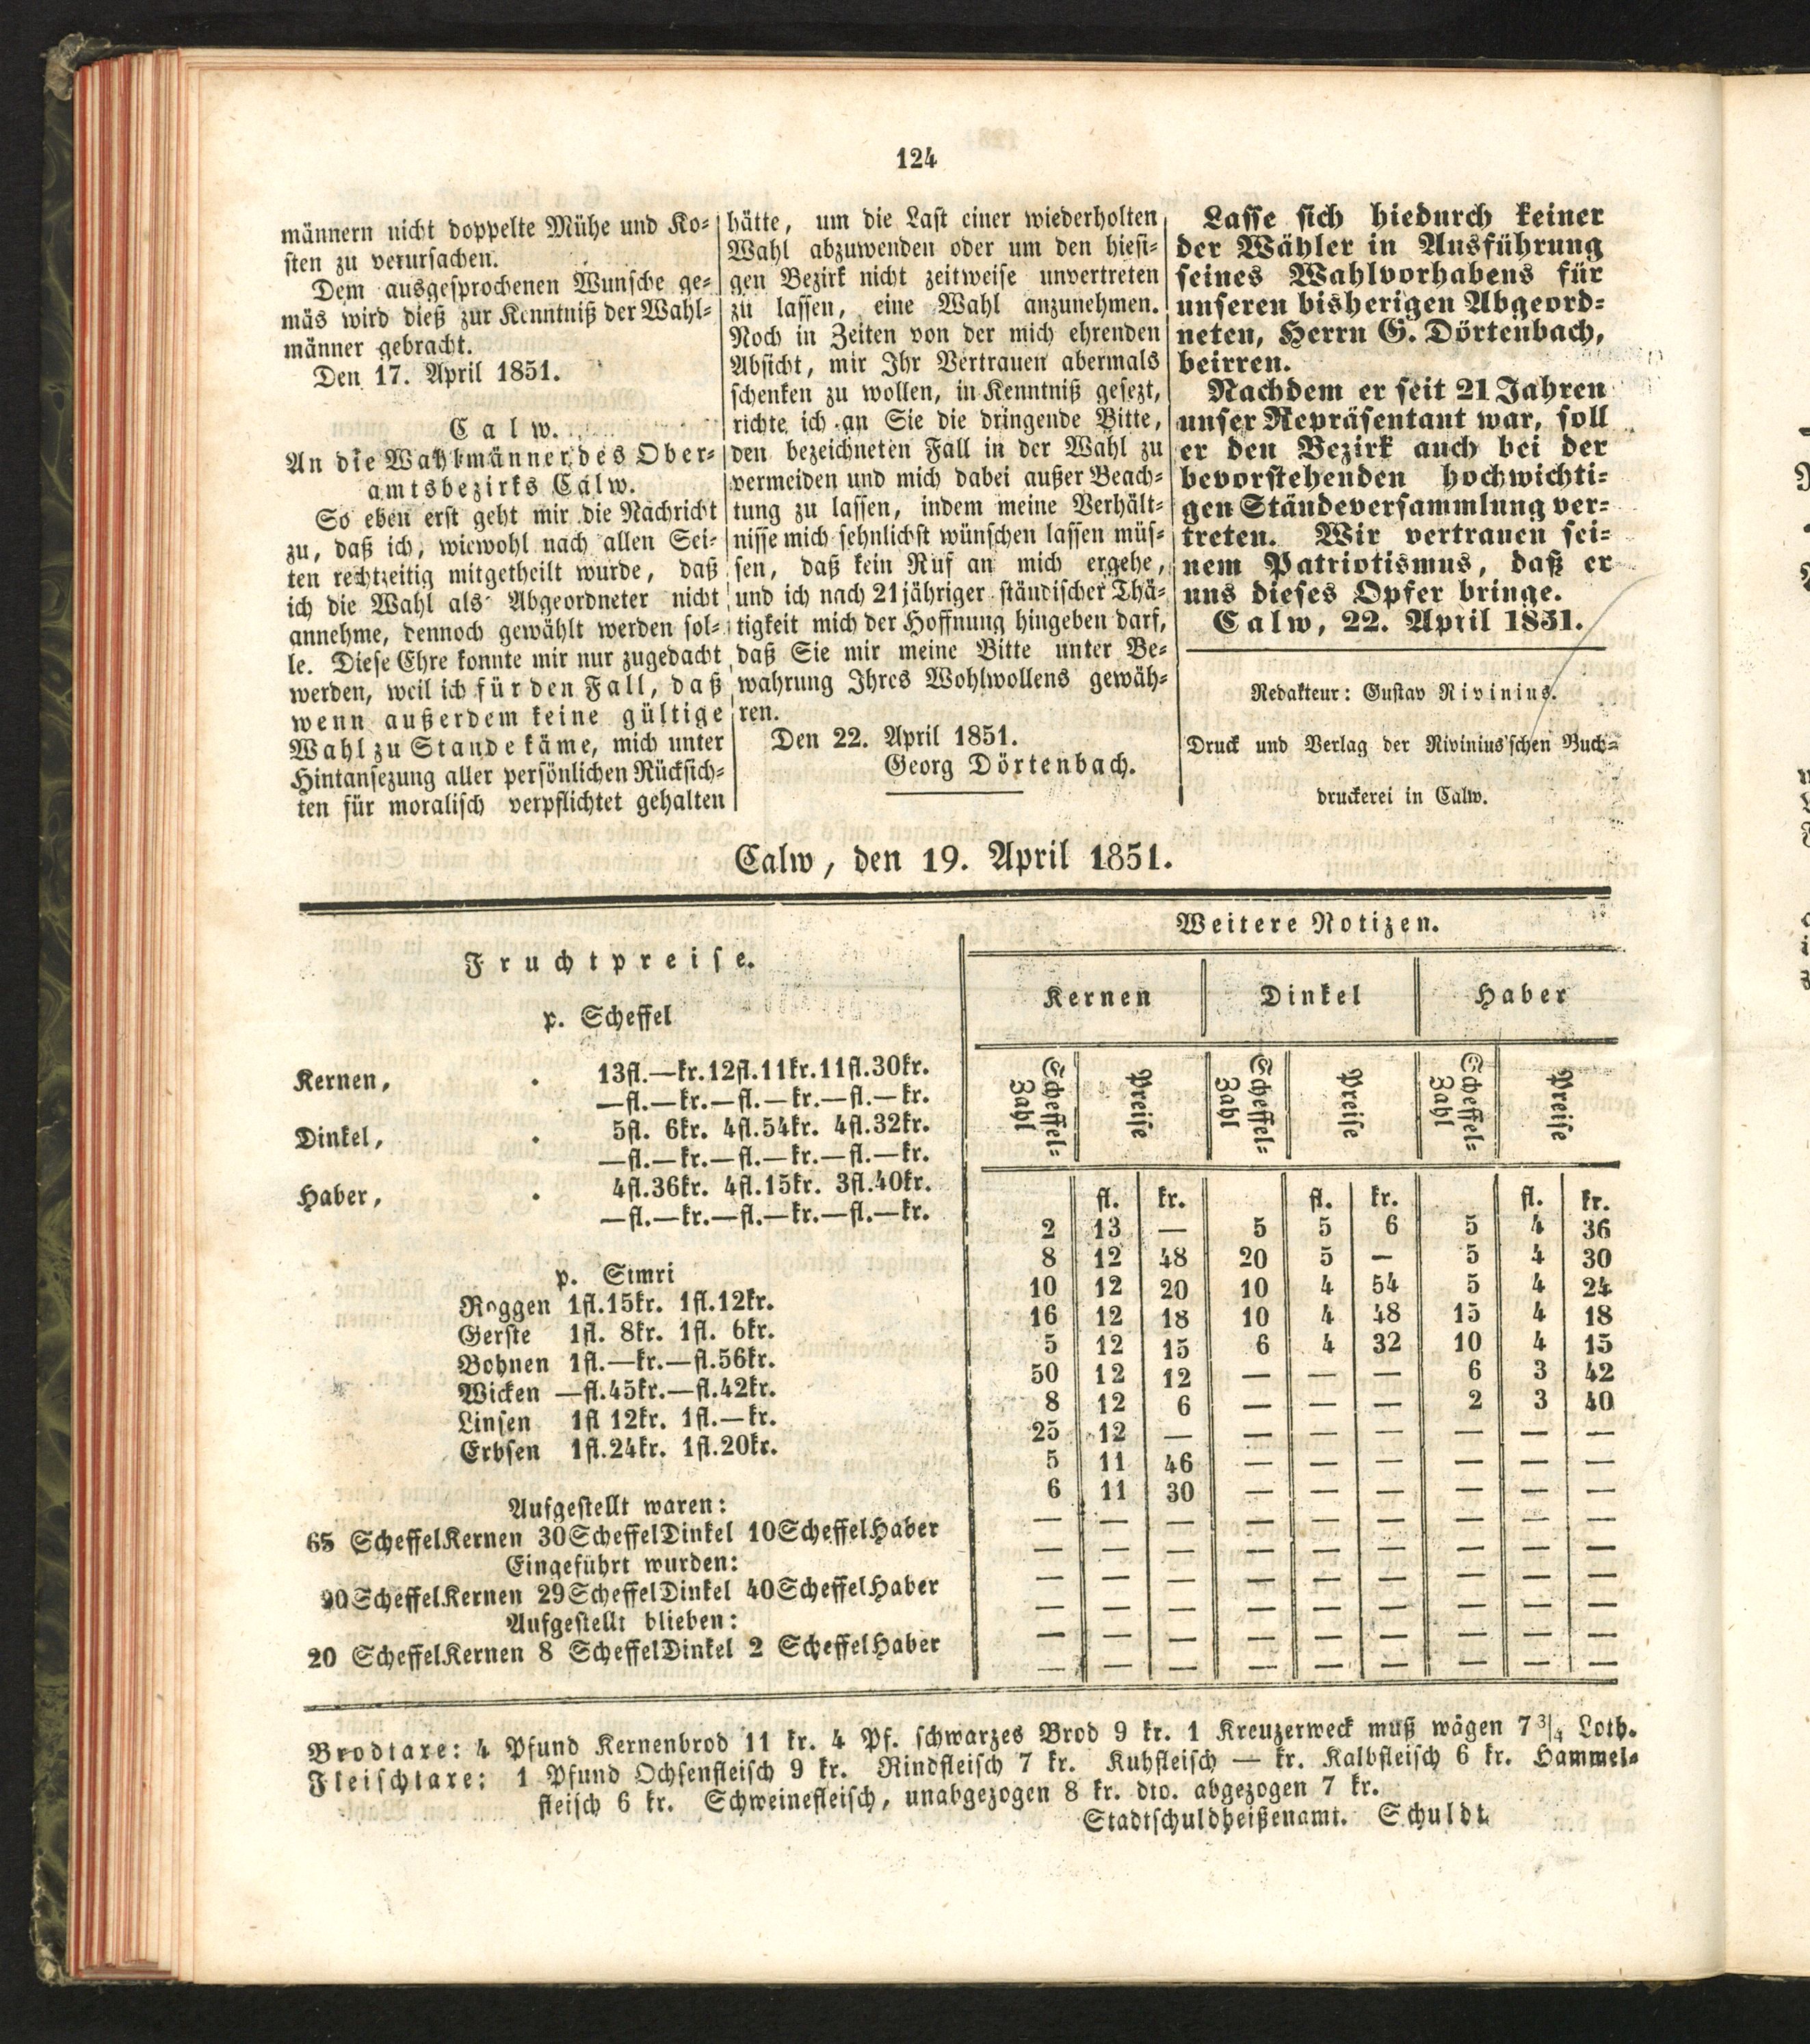 124
männern nicht doppelte Mühe und Ko-
sten zu verursachen.
Dem ausgesprochenen Wunsche ge-
mäs wird dieß zur Kenntniß der Wahl-
männer gebracht.
Den 17. April 1851.
Calw.
An die Wahlmänner des Ober-
amtsbezirks Calw.
So eben erst geht mir die Nachricht
zu, daß ich, wiewohl nach allen Sei-
ten rechtzeitig mitgetheilt wurde, daß
ich die Wahl als Abgeordneter nicht
annehme, dennoch gewählt werden sol-
le. Diese Ehre konnte mir nur zugedacht
werden, weil ich für den Fall, daß
wenn außerdem keine gültige
Wahl zu Stande käme, mich unter
Hintansezung aller persönlichen Rücksich-
ten für moralisch verpflichtet gehalten
hätte, um die Last einer wiederholten
Wahl abzuwenden oder um den hiesi-
gen Bezirk nicht zeitweise unvertreten
zu lassen, eine Wahl anzunehmen.
Noch in Zeiten von der mich ehrenden
Absicht, mir Ihr Vertrauen abermals
schenken zu wollen, in Kenntniß gesezt,
richte ich an Sie die dringende Bitte,
den bezeichneten Fall in der Wahl zu
vermeiden und mich dabei außer Beach-
tung zu lassen, indem meine Verhält-
nisse mich sehnlichst wünschen lassen müs-
sen, daß kein Ruf an mich ergehe,
und ich nach 21jähriger ständischer Thä-
tigkeit mich der Hoffnung hingeben darf,
daß Sie mir meine Bitte unter Be-
wahrung Ihres Wohlwollens gewäh-
ren.
Den 22. April 1851.
Georg Dörtenbach.
Lasse sich hiedurch keiner
der Wähler in Ausführung
seines Wahlvorhabens für
unseren bisherigen Abgeord-
neten, Herrn G. Dörtenbach,
beirren.
Nachdem er seit 21 Jahren
unser Repräsentant war, soll
er den Bezirk auch bei der
bevorstehenden hochwichti-
gen Ständeversammlung ver-
treten. Wir vertrauen sei-
nem Patriotismus, daß er
uns dieses Opfer bringe.
Calw, 22. April 1851.
Redakteur: Gustav Rivinius.
Druck und Verlag der Rivinius'schen Buch-
druckerei in Calw.
Calw, den 19. April 1851.
Fruchtpreise.
p. Scheffel
Kernen, . 13fl.—kr.12fl.11kr.11fl.30kr.
—fl.—kr.—fl.—kr.—fl.—kr.
Dinkel, . 5fl. 6kr. 4fl.54kr. 4fl.32kr.
—fl.—kr.—fl.—kr.—fl.—kr.
Haber, . 4fl.36kr. 4fl.15kr. 3fl.40kr.
—fl.—kr.—fl.—kr.—fl.—kr.
p. Simri
Roggen 1fl.15kr. 1fl.12kr.
Gerste 1fl. 8kr. 1fl. 6kr.
Bohnen 1fl.—kr.—fl.56kr.
Wicken —fl.45kr.—fl.42kr.
Linsen 1fl 12kr. 1fl.—kr.
Erbsen 1fl.24kr. 1fl.20kr.
Aufgestellt waren:
65 Scheffel Kernen 30 Scheffel Dinkel 10 Scheffel Haber
Eingeführt wurden:
90 Scheffel Kernen 29 Scheffel Dinkel 40 Scheffel Haber
Aufgestellt blieben:
20 Scheffel Kernen 8 Scheffel Dinkel 2 Scheffel Haber
Weitere Notizen.
Kernen Dinkel Haber
Scheffel-Zahl Preise Scheffel-Zahl Preise Scheffel-Zahl Preise
fl. kr. fl. kr. fl. kr.
2 13 — 5 5 6 5 4 36
8 12 48 20 5 — 5 4 30
10 12 20 10 4 54 5 4 24
16 12 18 10 4 48 15 4 18
5 12 15 6 4 32 10 4 15
50 12 12 — — — 6 3 42
8 12 6 — — — 2 3 40
25 12 — — — — — — —
5 11 46 — — — — — —
6 11 30 — — — — — —
— — — — — — — — —
— — — — — — — — —
— — — — — — — — —
— — — — — — — — —
— — — — — — — — —
— — — — — — — — —
Brodtaxe: 4 Pfund Kernenbrod 11 kr. 4 Pf. schwarzes Brod 9 kr. 1 Kreuzerweck muß wägen 7 3/4 Loth.
Fleischtaxe: 1 Pfund Ochsenfleisch 9 kr. Rindfleisch 7 kr. Kuhfleisch — kr. Kalbfleisch 6 kr. Hammel-
fleisch 6 kr. Schweinefleisch, unabgezogen 8 kr. dto. abgezogen 7 kr.
Stadtschuldheißenamt. Schuldt.